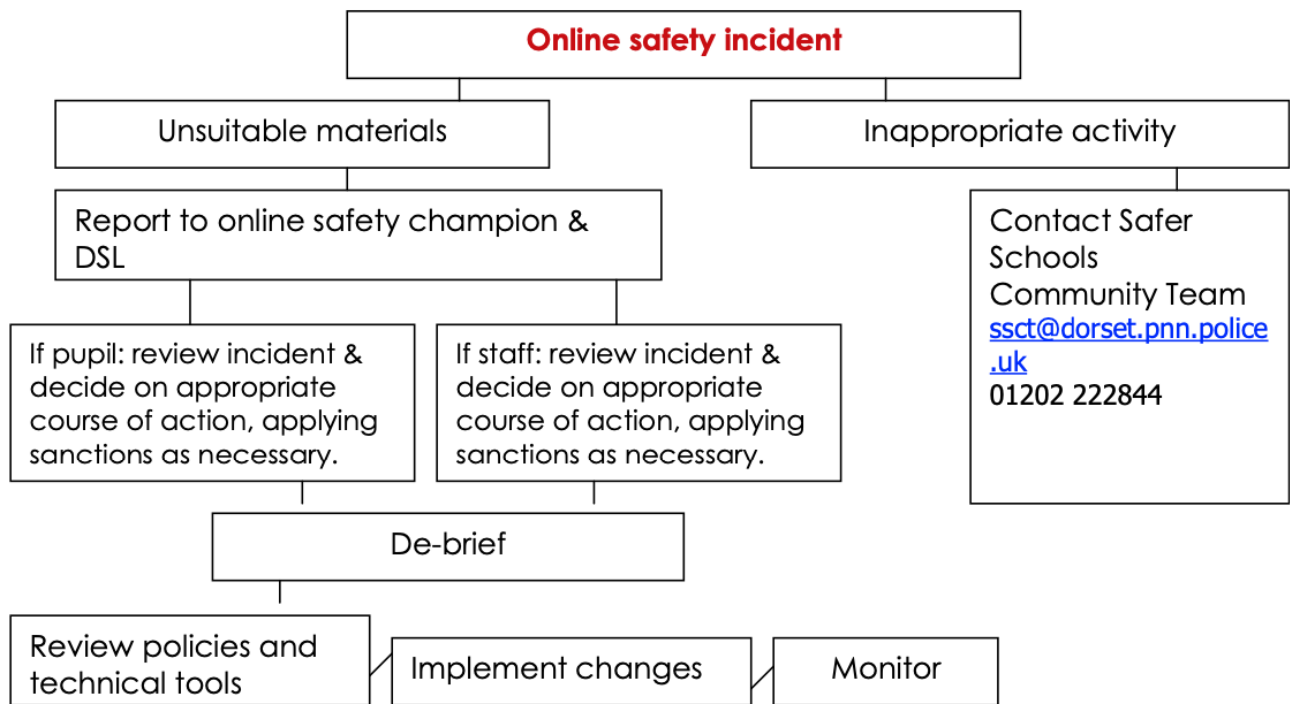 Online safety incident
Unsuitable materials
Inappropriate activity
Report to online safety champion &
DSL
Contact Safer
Schools
Community Team
ssct@dorset.pnn.police
.uk
01202 222844
If pupil: review incident &
decide on appropriate
course of action, applying
sanctions as necessary.
If staff: review incident &
decide on appropriate
course of action, applying
sanctions as necessary.
De-brief
Review policies and
technical tools
Implement changes
Monitor